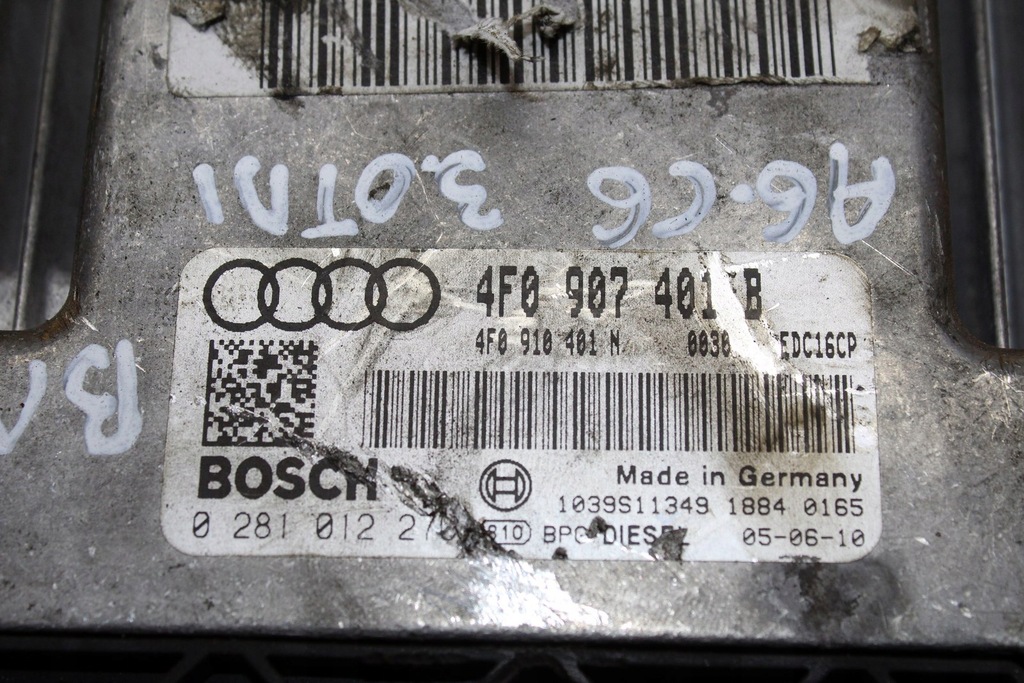 A6·C6 3.0TDI
4F0 907 401 B
4F0 910 401 N EDC16CP
BOSCH
Made in Germany
1039S11349 1884 0165
0 281 012 BPC DIESEL 05-06-10